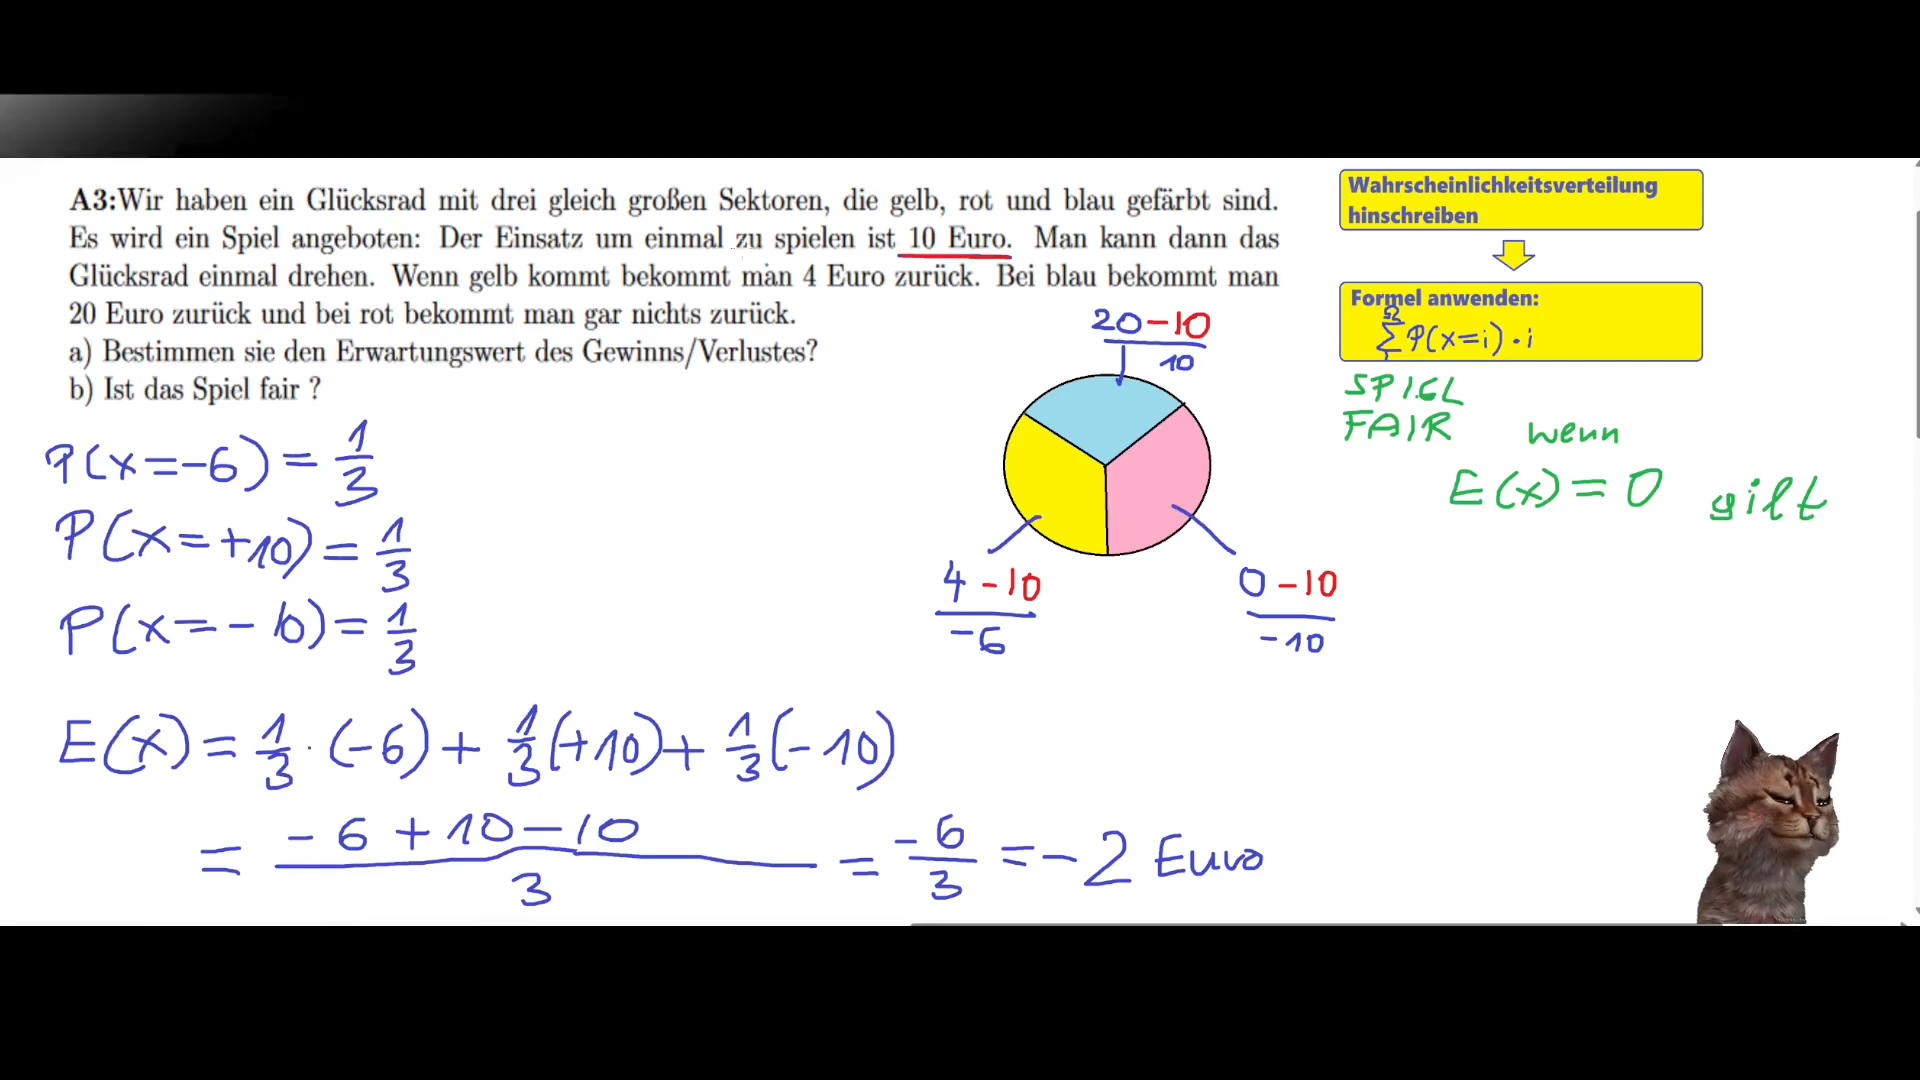 A3:Wir haben ein Glücksrad mit drei gleich großen Sektoren, die gelb, rot und blau gefärbt sind.
Es wird ein Spiel angeboten: Der Einsatz um einmal zu spielen ist 10 Euro. Man kann dann das
Glücksrad einmal drehen. Wenn gelb kommt bekommt man 4 Euro zurück. Bei blau bekommt man
20 Euro zurück und bei rot bekommt man gar nichts zurück.
a) Bestimmen sie den Erwartungswert des Gewinns/Verlustes?
b) Ist das Spiel fair ?
Wahrscheinlichkeitsverteilung
hinschreiben
Formel anwenden:
Ω
Σ P(x=i)·i
SPIEL
FAIR wenn
E(x)=0 gilt
20-10
10
4-10
-6
0-10
-10
P(x=-6)=1/3
P(x=+10)=1/3
P(x=-10)=1/3
E(x)=1/3·(-6)+1/3(+10)+1/3(-10)
=(-6+10-10)/3=-6/3=-2 Euro